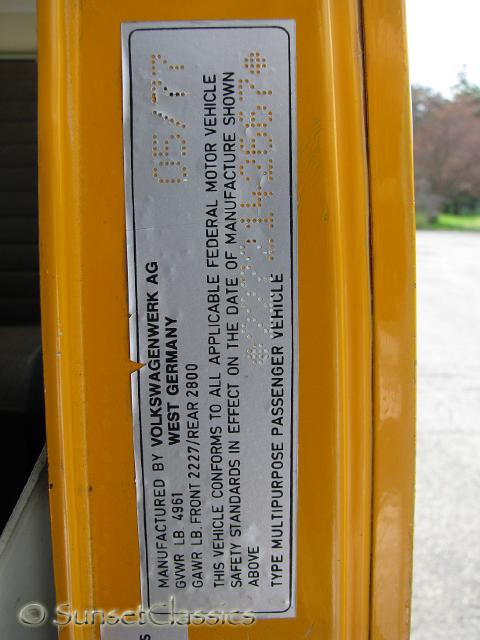 MANUFACTURED BY VOLKSWAGENWERK AG
WEST GERMANY
05/77
GVWR LB 4961
GAWR LB. FRONT 2227/REAR 2800
THIS VEHICLE CONFORMS TO ALL APPLICABLE FEDERAL MOTOR VEHICLE
SAFETY STANDARDS IN EFFECT ON THE DATE OF MANUFACTURE SHOWN
ABOVE
TYPE MULTIPURPOSE PASSENGER VEHICLE
© SunsetClassics